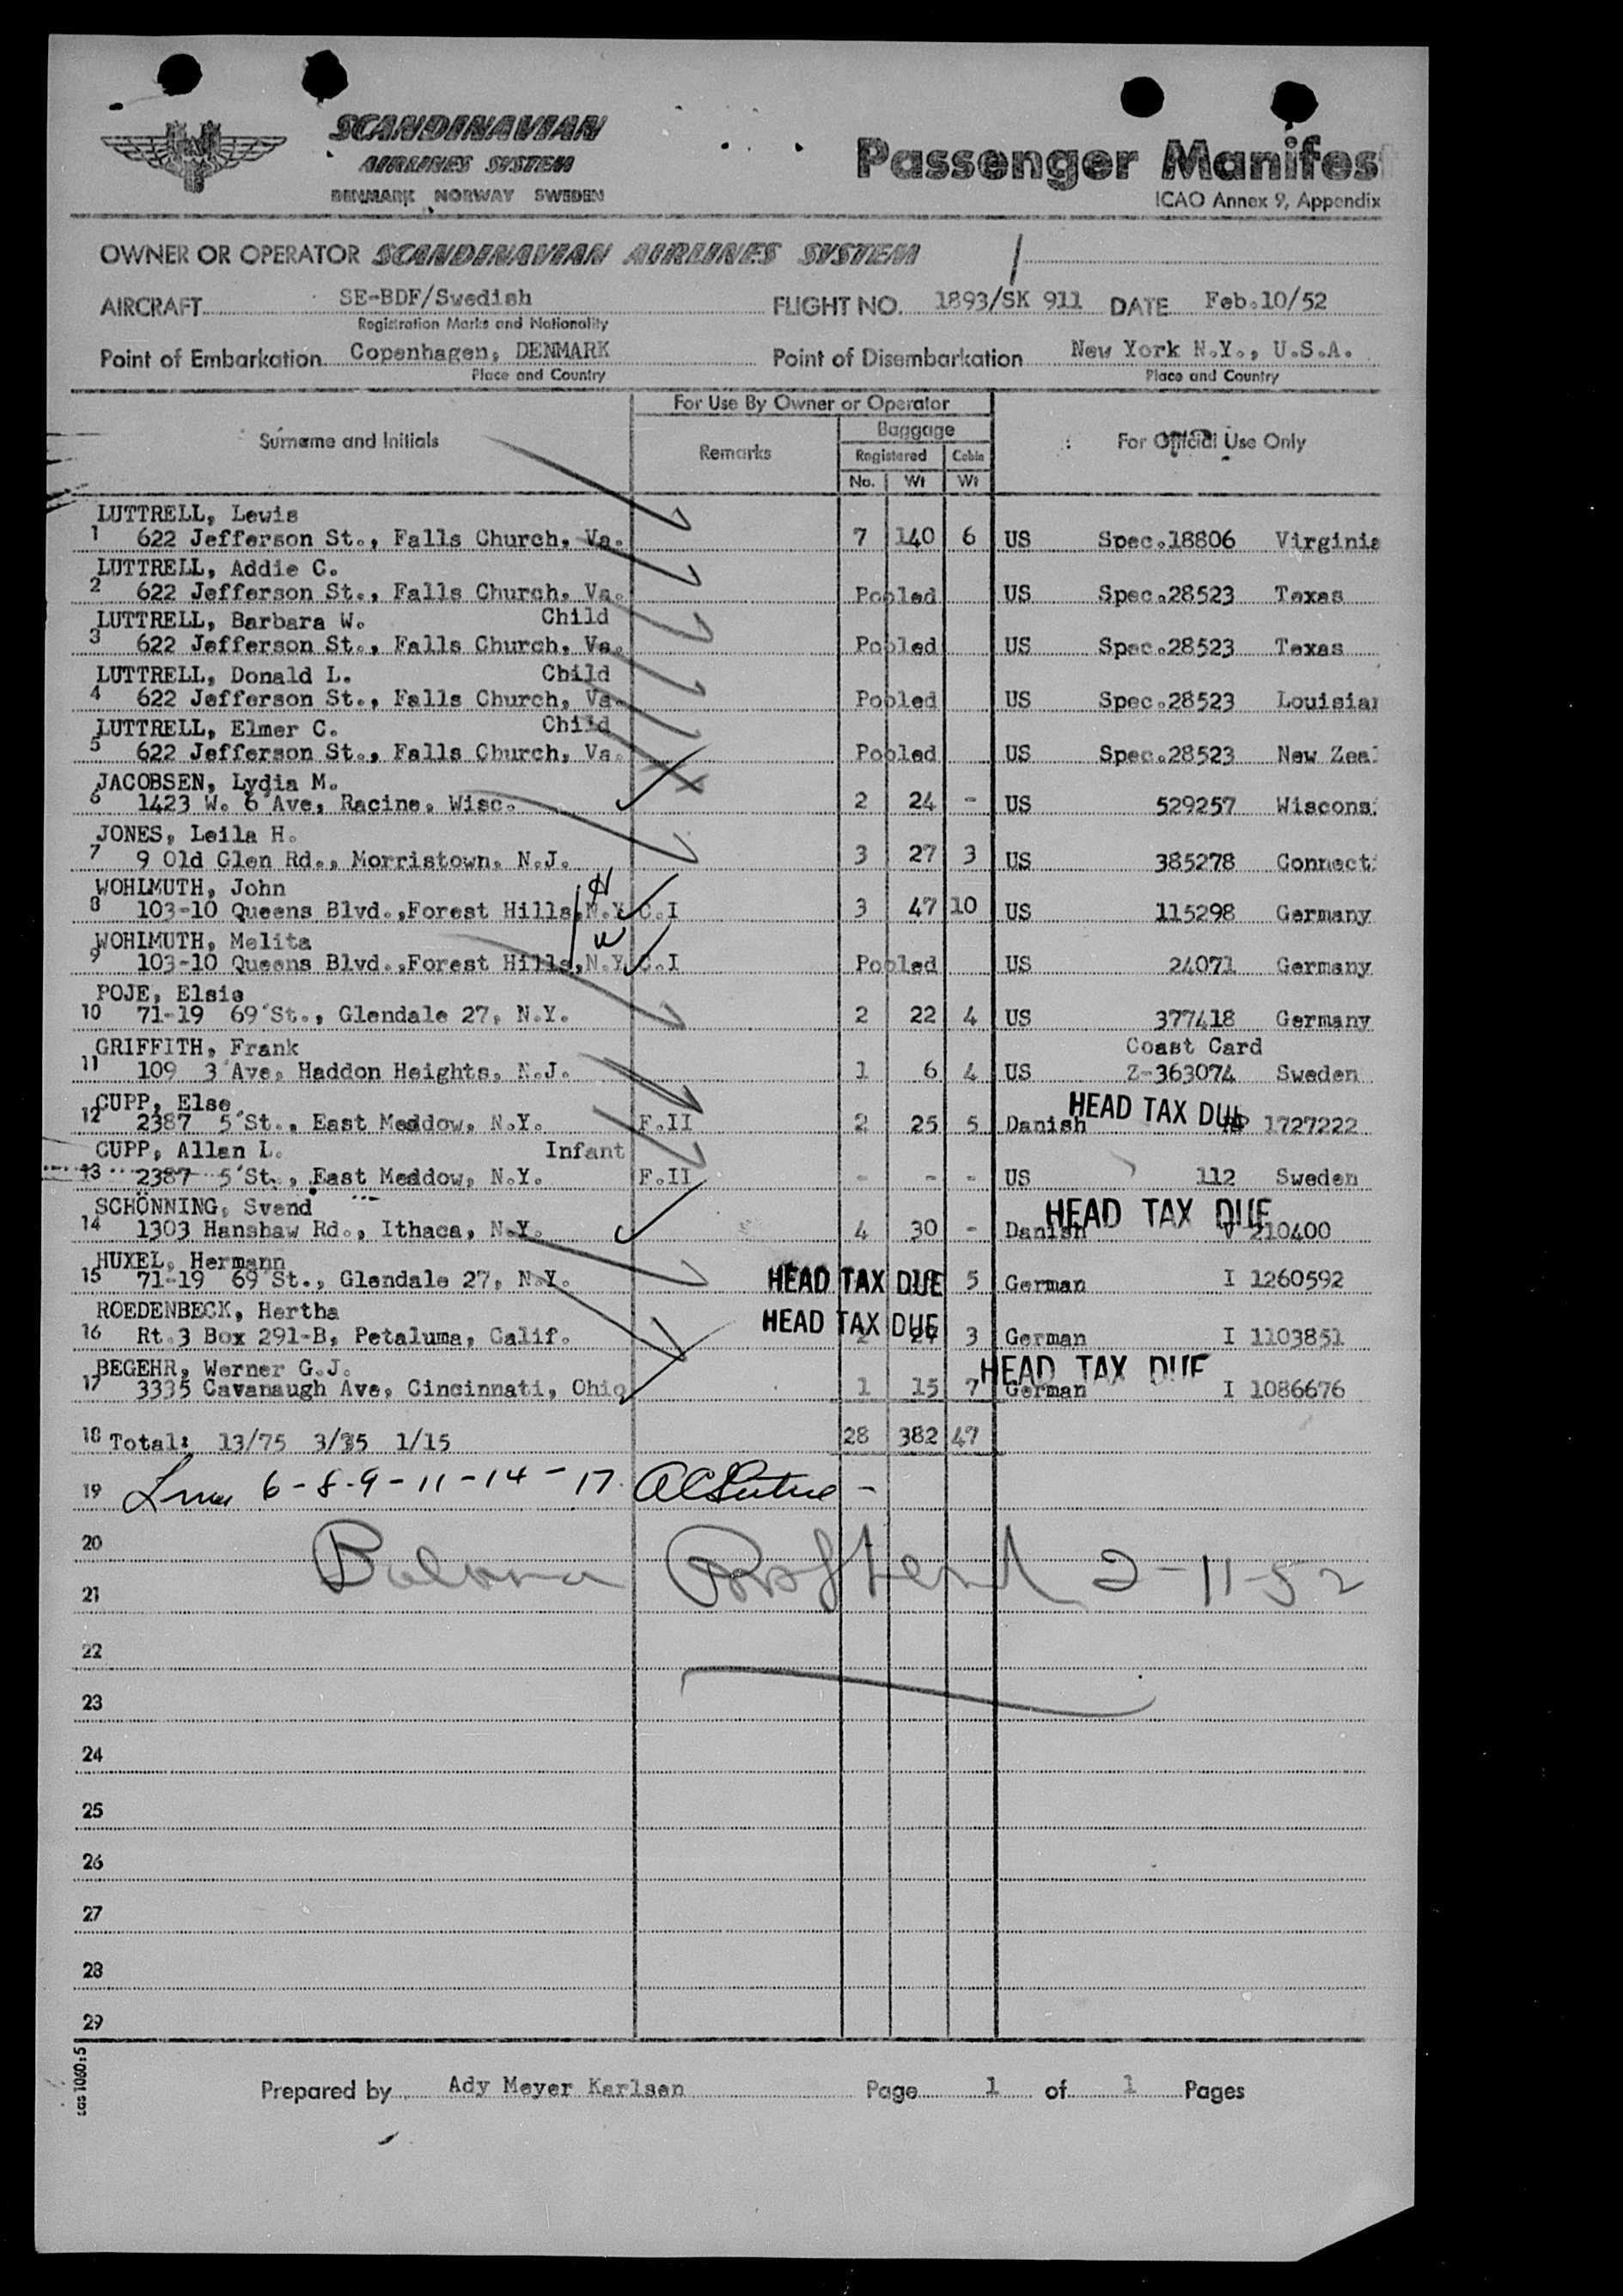 SCANDINAVIAN
AIRLINES SYSTEM
DENMARK NORWAY SWEDEN
Passenger Manifes
ICAO Annex 9, Appendix
OWNER OR OPERATOR SCANDINAVIAN AIRLINES SYSTEM
AIRCRAFT SE-BDF/Swedish FLIGHT NO. 1893/SK 911 DATE Feb.10/52
Registration Marks and Nationality
Point of Embarkation Copenhagen, DENMARK Point of Disembarkation New York N.Y., U.S.A.
Place and Country Place and Country
For Use By Owner or Operator
Surname and Initials Remarks Baggage For Official Use Only
Registered Cabin
No. Wt Wt
LUTTRELL, Lewis
1 622 Jefferson St., Falls Church, Va. 7 140 6 US Spec.18806 Virginia
LUTTRELL, Addie C.
2 622 Jefferson St., Falls Church, Va. Pooled US Spec.28523 Texas
LUTTRELL, Barbara W. Child
3 622 Jefferson St., Falls Church, Va. Pooled US Spec.28523 Texas
LUTTRELL, Donald L. Child
4 622 Jefferson St., Falls Church, Va. Pooled US Spec.28523 Louisian
LUTTRELL, Elmer C. Child
5 622 Jefferson St., Falls Church, Va. Pooled US Spec.28523 New Zeal
JACOBSEN, Lydia M.
6 1423 W. 6 Ave, Racine, Wisc. 2 24 - US 529257 Wisconsi
JONES, Leila H.
7 9 Old Glen Rd., Morristown, N.J. 3 27 3 US 385278 Connecti
WOHLMUTH, John H
8 103-10 Queens Blvd.,Forest Hills,N.Y. C.I 3 47 10 US 115298 Germany
WOHLMUTH, Melita W
9 103-10 Queens Blvd.,Forest Hills,N.Y. C.I Pooled US 24071 Germany
POJE, Elsie
10 71-19 69 St., Glendale 27, N.Y. 2 22 4 US 377418 Germany
GRIFFITH, Frank Coast Card
11 109 3 Ave, Haddon Heights, N.J. 1 6 4 US Z-363074 Sweden
CUPP, Else HEAD TAX DUE
12 2387 5 St., East Meadow, N.Y. F.II 2 25 5 Danish 1727222
CUPP, Allan L. Infant
13 2387 5 St., East Meadow, N.Y. F.II - - - US 112 Sweden
SCHÖNNING, Svend HEAD TAX DUE
14 1303 Hanshaw Rd., Ithaca, N.Y. 4 30 - Danish V 210400
HUXEL, Hermann
15 71-19 69 St., Glendale 27, N.Y. HEAD TAX DUE 5 German I 1260592
ROEDENBECK, Hertha HEAD TAX DUE
16 Rt.3 Box 291-B, Petaluma, Calif. 2 3 German I 1103851
BEGEHR, Werner G.J. HEAD TAX DUE
17 3335 Cavanaugh Ave, Cincinnati, Ohio 1 15 7 German I 1086676
18 Total: 13/75 3/35 1/15 28 382 47
19 6-8-9-11-14-17. -
20
21 2-11-52
22
23
24
25
26
27
28
29
sas 1060:5
Prepared by Ady Meyer Karlsen Page 1 of 1 Pages